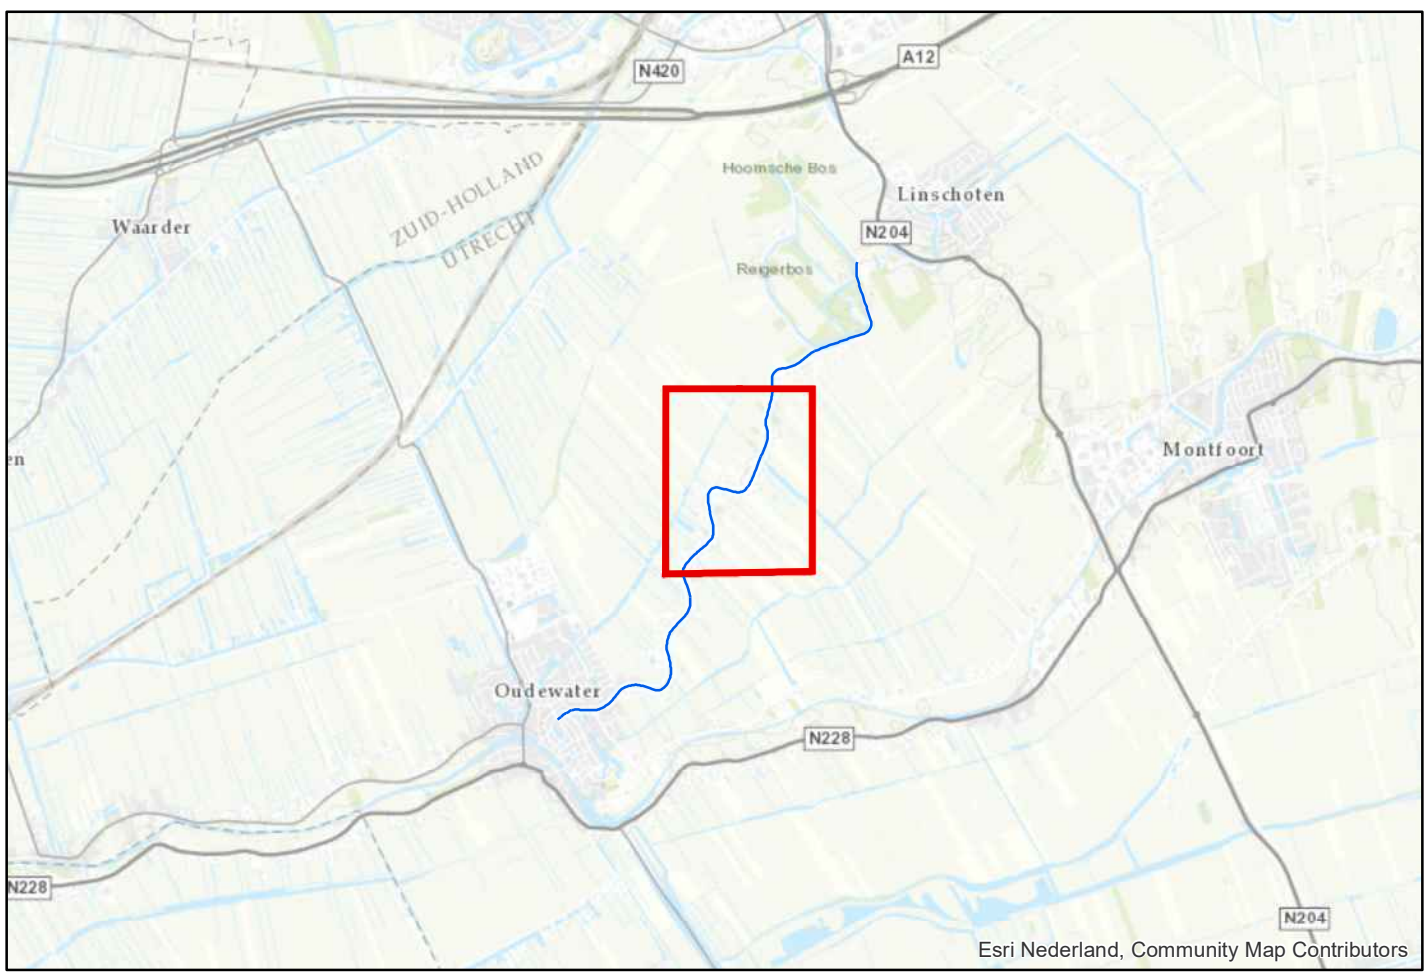 A12
N420
ZUID-HOLLAND
UTRECHT
Hoomsche Bos
Linschoten
Waarder
N204
Reigerbos
en
Montfoort
Oudewater
N228
N228
N204
Esri Nederland, Community Map Contributors